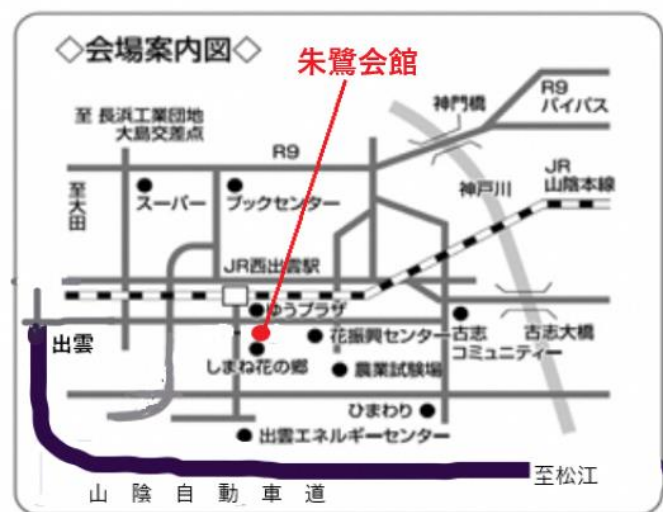 ◇会場案内図◇
朱鷺会館
神門橋
R9
バイパス
至 長浜工業団地
大島交差点
R9
JR
山陰本線
至大田
スーパー
ブックセンター
神戸川
JR西出雲駅
ゆうプラザ
出雲
花振興センター
古志
コミュニティー
古志大橋
しまね花の郷
農業試験場
ひまわり
出雲エネルギーセンター
至松江
山陰自動車道